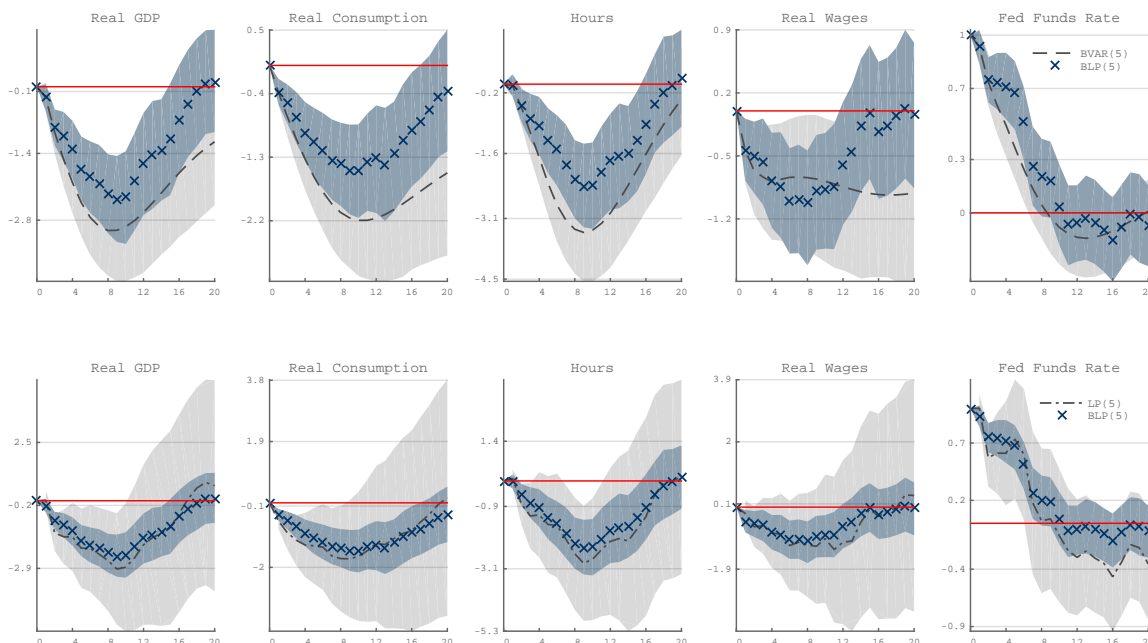 Real GDP
Real Consumption
Hours
Real Wages
Fed Funds Rate
-0.1
-1.4
-2.8
0 4 8 12 16 20
0.5
-0.4
-1.3
-2.2
0 4 8 12 16 20
-0.2
-1.6
-3.1
-4.5
0 4 8 12 16 20
0.9
0.2
-0.5
-1.2
0 4 8 12 16 20
1
0.7
0.3
0
0 4 8 12 16 20
BVAR(5)
BLP(5)
Real GDP
Real Consumption
Hours
Real Wages
Fed Funds Rate
2.5
-0.2
-2.9
0 4 8 12 16 20
3.8
1.9
-0.1
-2
0 4 8 12 16 20
1.4
-0.9
-3.1
-5.3
0 4 8 12 16 20
3.9
2
0.1
-1.9
0 4 8 12 16 20
0.7
0.2
-0.4
-0.9
0 4 8 12 16 20
LP(5)
BLP(5)